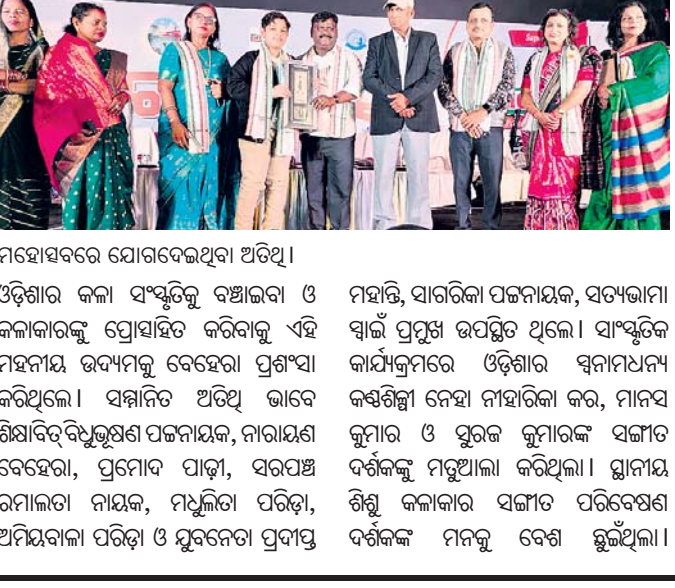 ମହୋତ୍ସବରେ ଯୋଗଦେଇଥିବା ଅତିଥି।
ଓଡ଼ିଶାର କଳା ସଂସ୍କୃତିକୁ ବଞ୍ଚାଇବା ଓ
କଳାକାରଙ୍କୁ ପ୍ରୋତ୍ସାହିତ କରିବାକୁ ଏହି
ମହନୀୟ ଉଦ୍ୟମକୁ ବେହେରା ପ୍ରଶଂସା
କରିଥିଲେ। ସମ୍ମାନିତ ଅତିଥି ଭାବେ
ଶିକ୍ଷାବିତ୍ ବିଧୁଭୂଷଣ ପଟ୍ଟନାୟକ, ନାରାୟଣ
ବେହେରା, ପ୍ରମୋଦ ପାଢ଼ୀ, ସରପଞ୍ଚ
ରମାଲତା ନାୟକ, ମଧୁଲିତା ପରିଡ଼ା,
ଅମିୟବାଳା ପରିଡ଼ା ଓ ଯୁବନେତା ପ୍ରଦୀପ୍ତ
ମହାନ୍ତି, ସାଗରିକା ପଟ୍ଟନାୟକ, ସତ୍ୟଭାମା
ସ୍ୱାଇଁ ପ୍ରମୁଖ ଉପସ୍ଥିତ ଥିଲେ। ସାଂସ୍କୃତିକ
କାର୍ଯ୍ୟକ୍ରମରେ ଓଡ଼ିଶାର ସ୍ୱନାମଧନ୍ୟ
କଣ୍ଠଶିଳ୍ପୀ ନେହା ନୀହାରିକା କର, ମାନସ
କୁମାର ଓ ସୁରଜ କୁମାରଙ୍କ ସଙ୍ଗୀତ
ଦର୍ଶକଙ୍କୁ ମତୁଆଲା କରିଥିଲା। ସ୍ଥାନୀୟ
ଶିଶୁ କଳାକାର ସଙ୍ଗୀତ ପରିବେଷଣ
ଦର୍ଶକଙ୍କ ମନକୁ ବେଶ ଛୁଇଁଥିଲା।